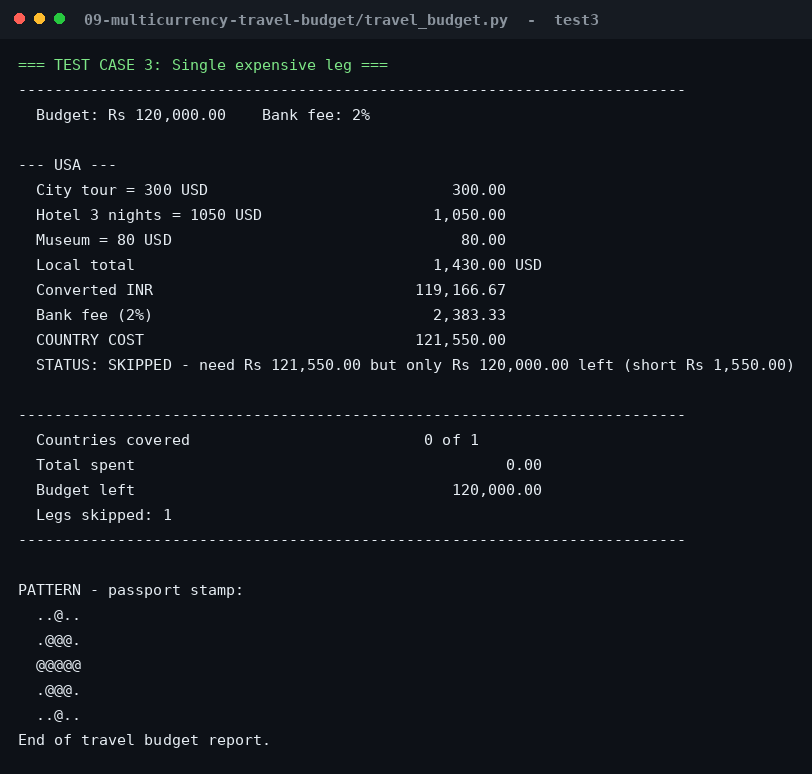 09-multicurrency-travel-budget/travel_budget.py  -  test3
=== TEST CASE 3: Single expensive leg ===
--------------------------------------------------------------------------
  Budget: Rs 120,000.00    Bank fee: 2%

--- USA ---
  City tour = 300 USD                           300.00
  Hotel 3 nights = 1050 USD                   1,050.00
  Museum = 80 USD                                80.00
  Local total                                 1,430.00 USD
  Converted INR                             119,166.67
  Bank fee (2%)                               2,383.33
  COUNTRY COST                              121,550.00
  STATUS: SKIPPED - need Rs 121,550.00 but only Rs 120,000.00 left (short Rs 1,550.00)

--------------------------------------------------------------------------
  Countries covered                          0 of 1
  Total spent                                         0.00
  Budget left                                   120,000.00
  Legs skipped: 1
--------------------------------------------------------------------------

PATTERN - passport stamp:
  ..@..
  .@@@.
  @@@@@
  .@@@.
  ..@..
End of travel budget report.